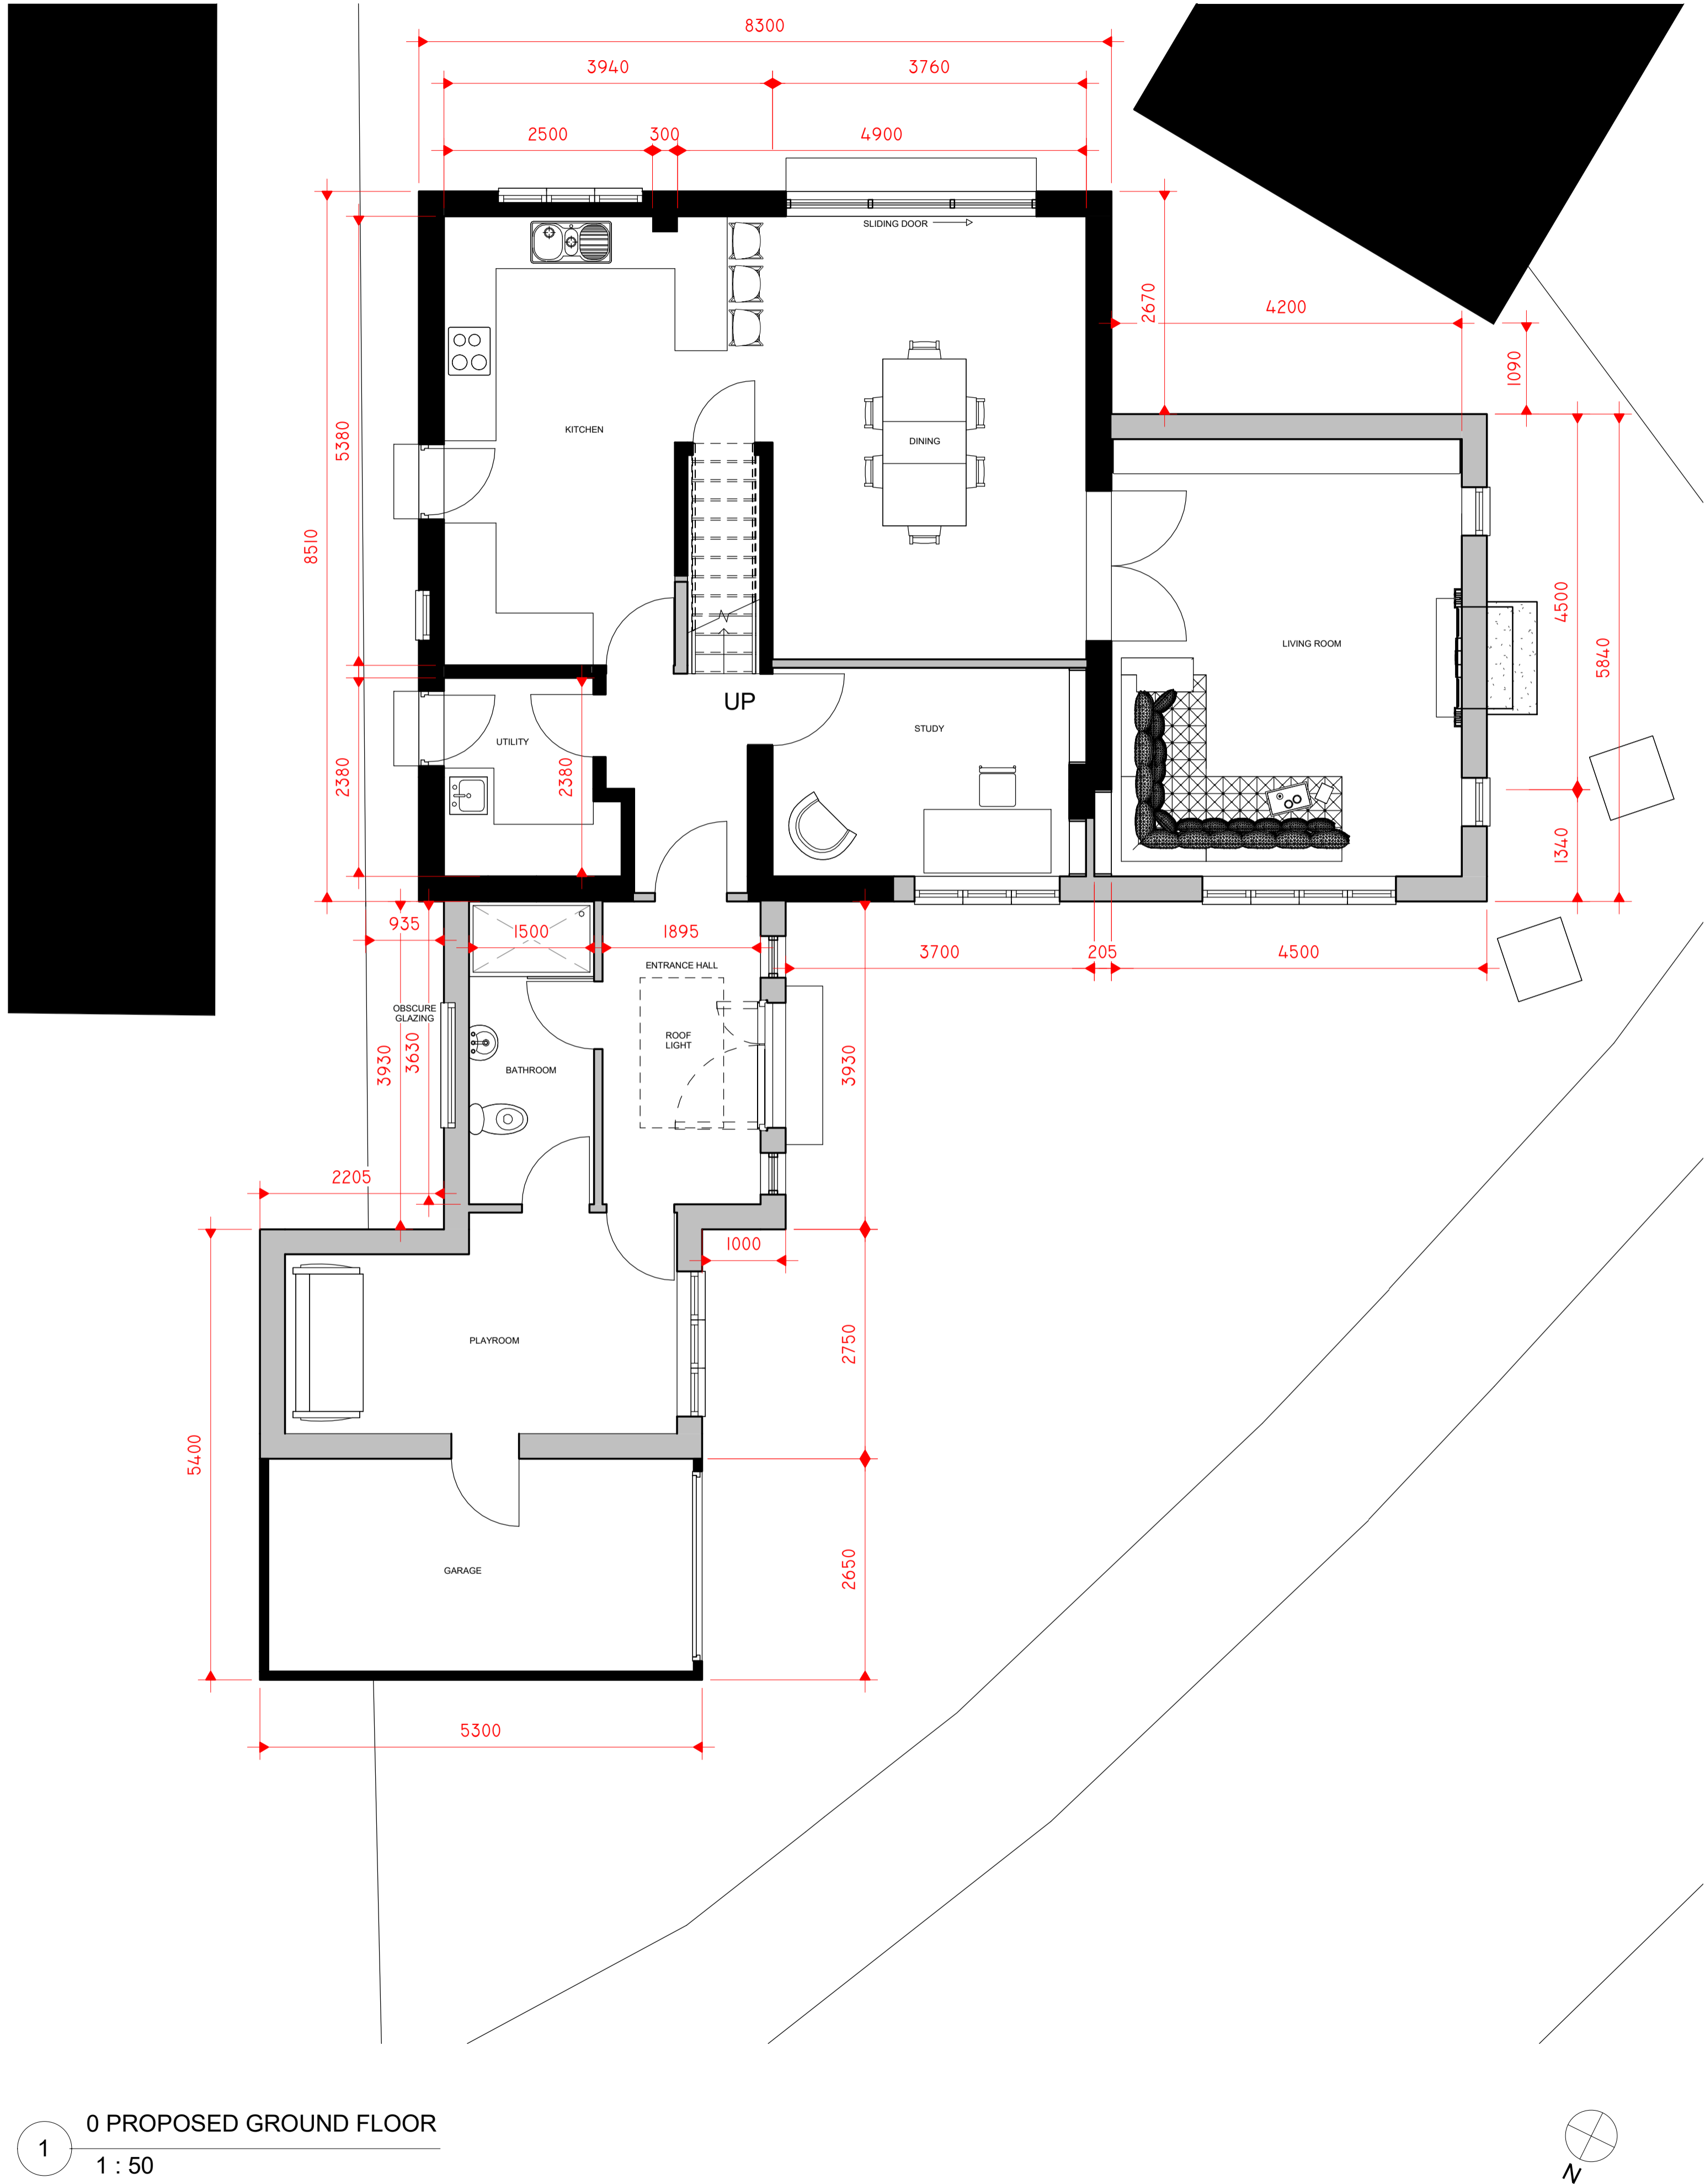 8300
3940
3760
2500
300
4900
SLIDING DOOR
2670
4200
1090
5380
KITCHEN
DINING
8510
4500
LIVING ROOM
5840
UP
STUDY
UTILITY
2380
2380
1340
935
1500
1895
3700
205
4500
ENTRANCE HALL
OBSCURE
GLAZING
ROOF
LIGHT
3930
3630
BATHROOM
3930
2205
1000
PLAYROOM
2750
5400
GARAGE
2650
5300
1
0 PROPOSED GROUND FLOOR
1 : 50
N